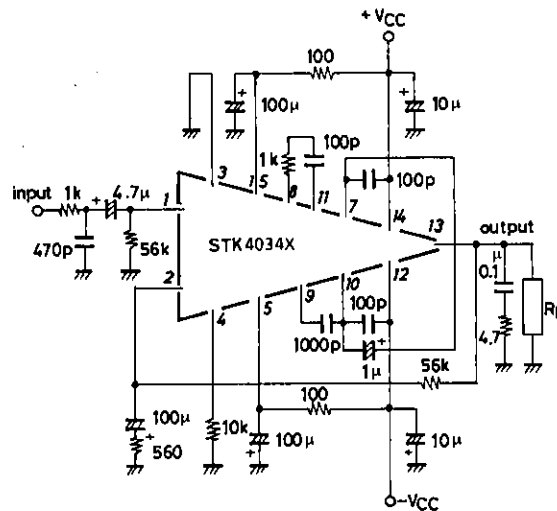 +VCC
100
100µ
10µ
100p
1k
3
15
8
11
7
100p
14
13
input
1k
4.7µ
1
output
470p
56k
STK4034X
0.1µ
2
12
10
9
100p
4
5
1000p
1µ
4.7
56k
100
100µ
560
10k
100µ
10µ
-VCC